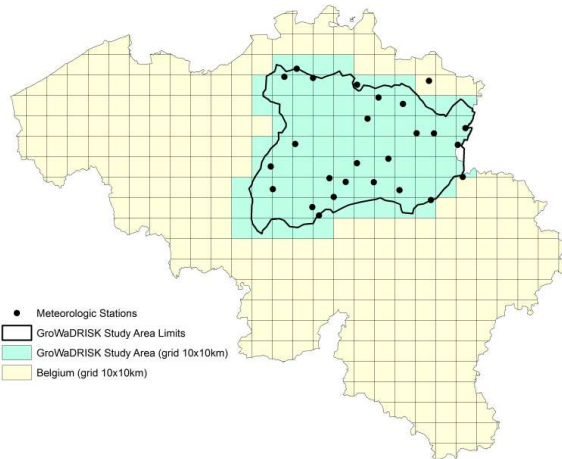 Meteorologic Stations
GroWaDRISK Study Area Limits
GroWaDRISK Study Area (grid 10x10km)
Belgium (grid 10x10km)